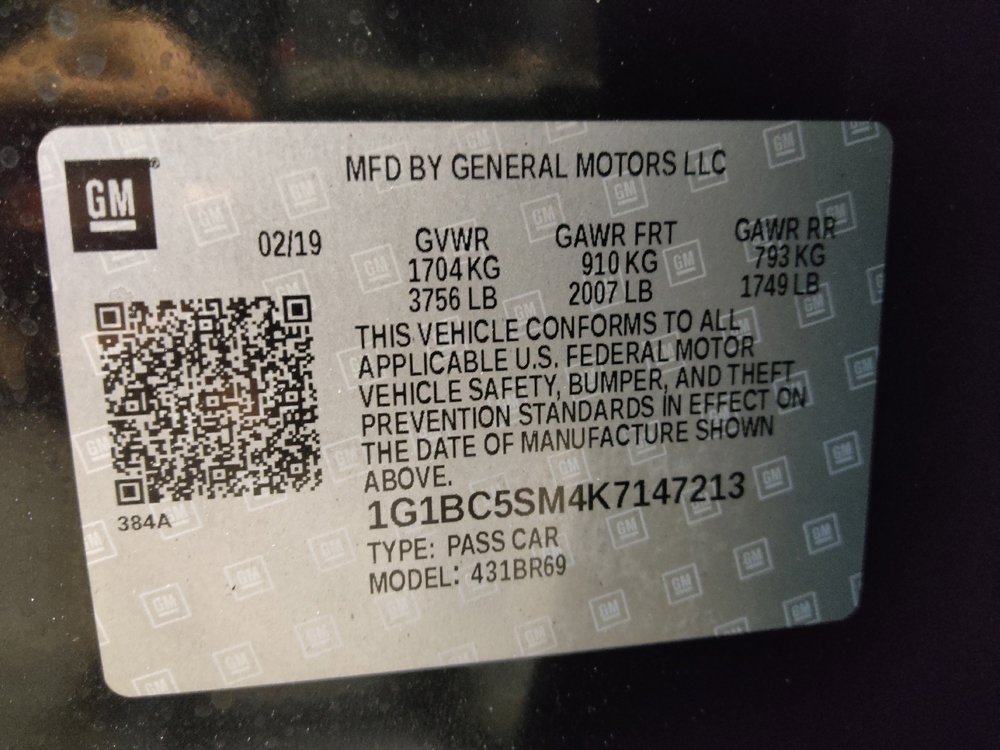 GM
MFD BY GENERAL MOTORS LLC
02/19
GVWR
1704 KG
3756 LB
GAWR FRT
910 KG
2007 LB
GAWR RR
793 KG
1749 LB
THIS VEHICLE CONFORMS TO ALL
APPLICABLE U.S. FEDERAL MOTOR
VEHICLE SAFETY, BUMPER, AND THEFT
PREVENTION STANDARDS IN EFFECT ON
THE DATE OF MANUFACTURE SHOWN
ABOVE.
1G1BC5SM4K7147213
TYPE: PASS CAR
MODEL: 431BR69
384A